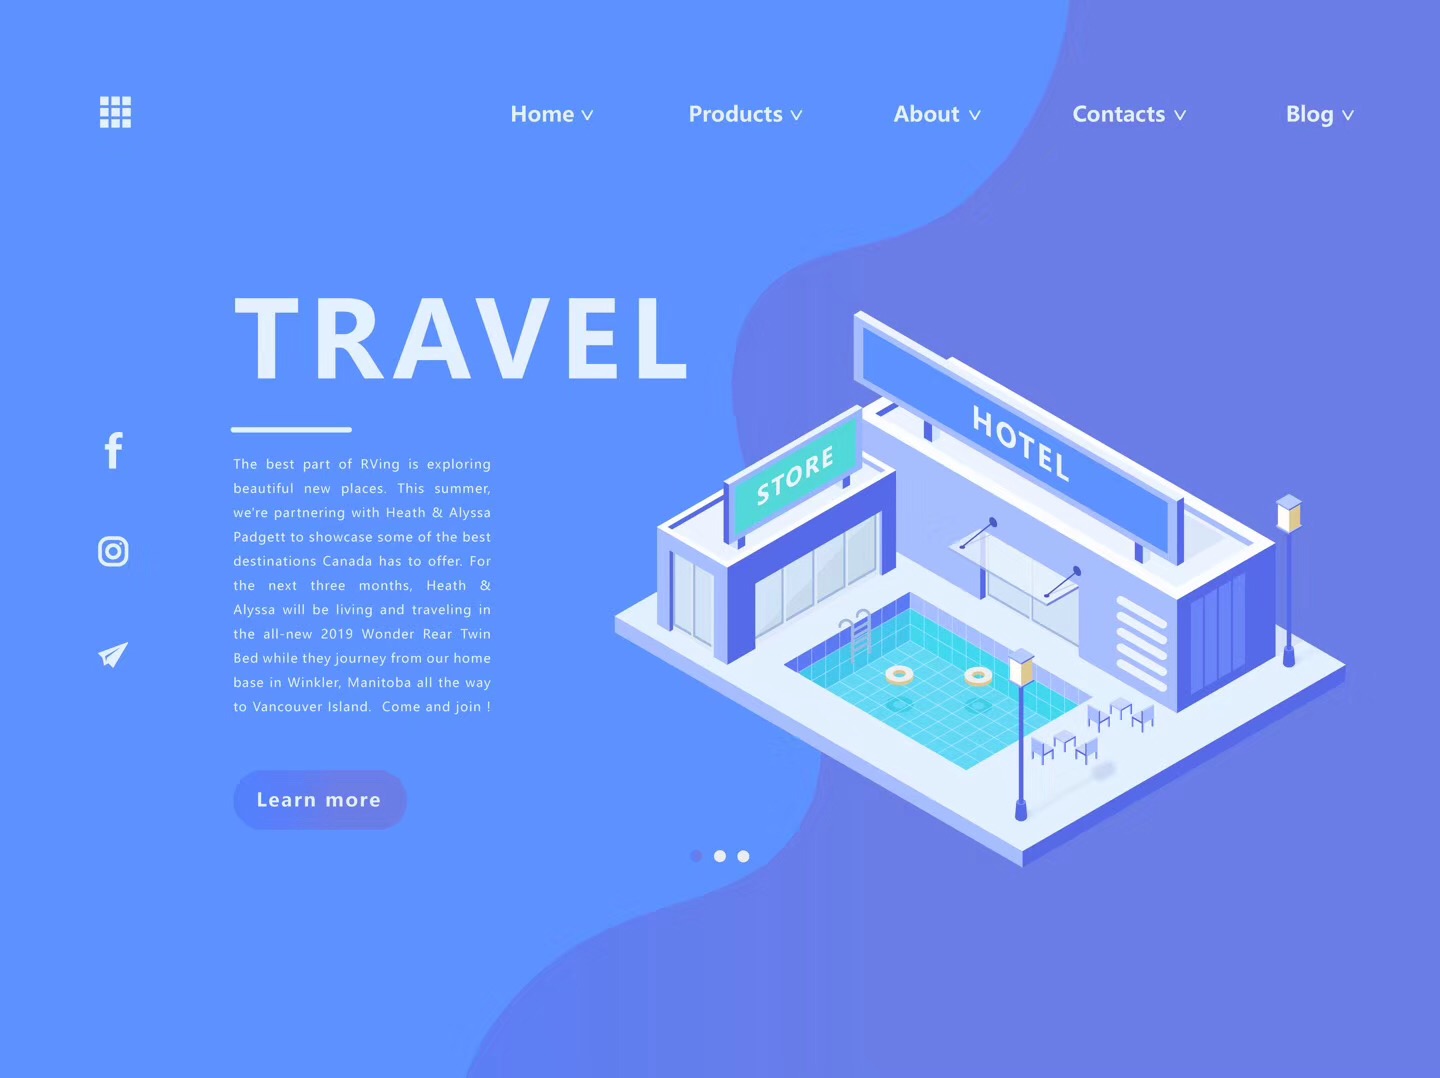 Home
Products
About
Contacts
Blog
TRAVEL
The best part of RVing is exploring
beautiful new places. This summer,
we're partnering with Heath & Alyssa
Padgett to showcase some of the best
destinations Canada has to offer. For
the next three months, Heath &
Alyssa will be living and traveling in
the all-new 2019 Wonder Rear Twin
Bed while they journey from our home
base in Winkler, Manitoba all the way
to Vancouver Island. Come and join !
Learn more
STORE
HOTEL